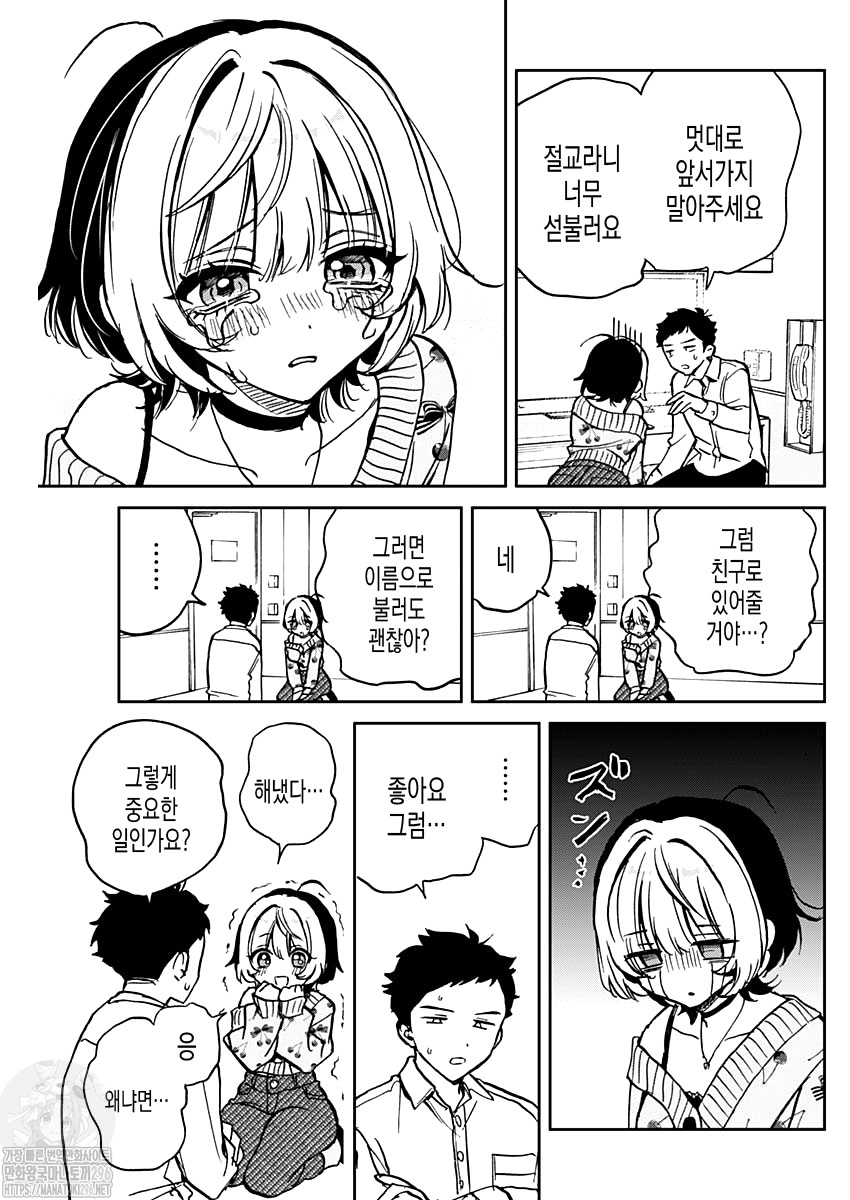 멋대로
앞서가지
말아주세요
절교라니
너무
섣불러요
그럼
친구로
있어줄
거야…?
네
그러면
이름으로
불러도
괜찮아?
……
ズン…
……
좋아요
그럼…
해냈다…
그렇게
중요한
일인가요?
응
왜냐면…
가장 빠른 번역만화사이트
만화왕국마나토끼296
HTTPS://MANATOKI296.NET